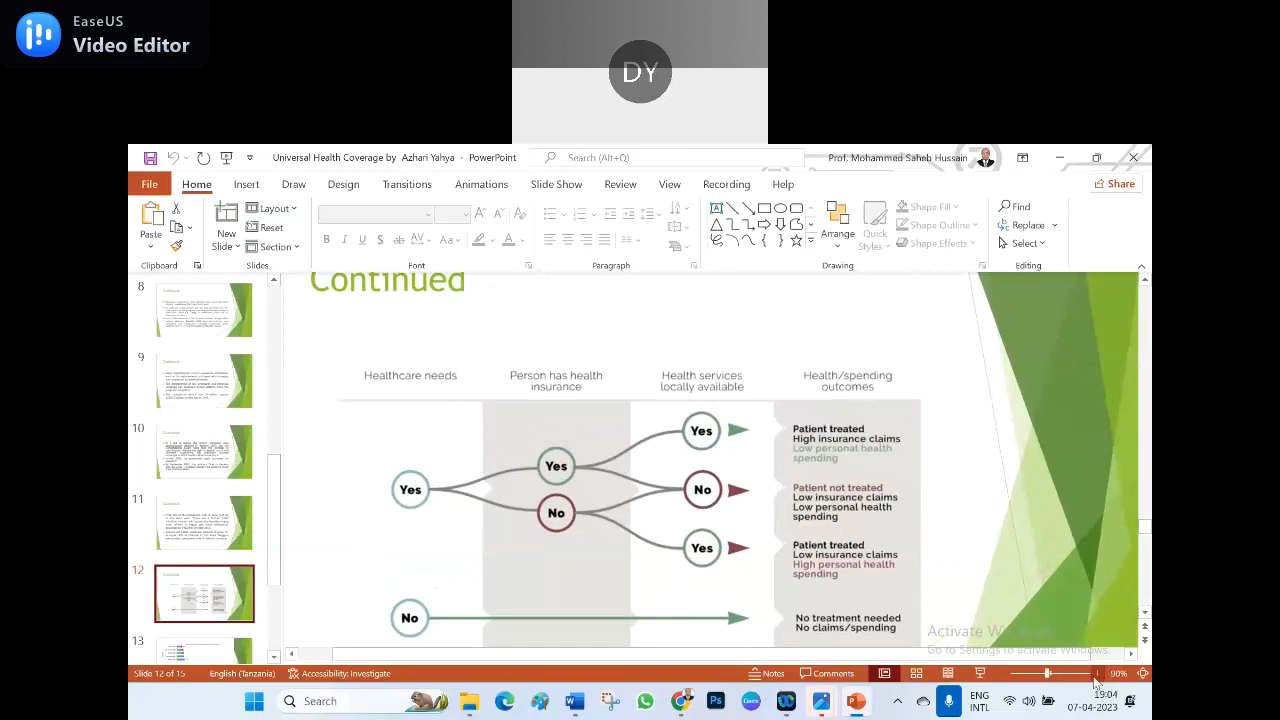 EaseUS
Video Editor
DY
Universal Health Coverage by Azhari Yahya - PowerPoint
Search (Alt+Q)
Prof. Mohammed Saheb Hussain
File Home Insert Draw Design Transitions Animations Slide Show Review View Recording Help
Share
Paste
Clipboard
New
Slide
Layout
Reset
Section
Slides
B I U S ab AV Aa A
Font
Paragraph
Arrange
Quick
Styles
Shape Fill
Shape Outline
Shape Effects
Drawing
Find
Replace
Select
Editing
8
9
10
11
12
13
Continued
Healthcare needs
Person has health
insurance
Health services
locally available
Health/spending
outcomes
Yes
Yes
No
Yes
No
Yes
Patient treated
High insurance claims
Low personal health
spending
Patient not treated
Low insurance claims
Low personal health
spending
Patient treated
Low insurance claims
High personal health
spending
No
No treatment needed
No claims/spending
Activate Wi
Go to Settings to activate Windows.
Slide 12 of 15 English (Tanzania) Accessibility: Investigate Notes Comments 90%
Search
ENG
INTL
19:04
07-04-2023